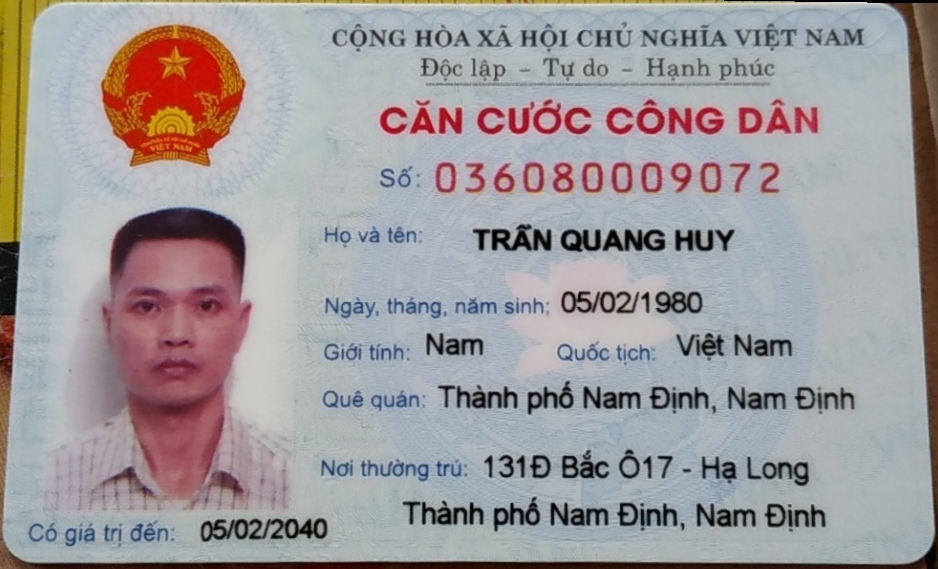 CỘNG HÒA XÃ HỘI CHỦ NGHĨA VIỆT NAM
Độc lập - Tự do - Hạnh phúc
CĂN CƯỚC CÔNG DÂN
Số: 036080009072
Họ và tên: TRẦN QUANG HUY
Ngày, tháng, năm sinh: 05/02/1980
Giới tính: Nam Quốc tịch: Việt Nam
Quê quán: Thành phố Nam Định, Nam Định
Nơi thường trú: 131Đ Bắc Ô17 - Hạ Long
Thành phố Nam Định, Nam Định
Có giá trị đến: 05/02/2040
VIỆT NAM